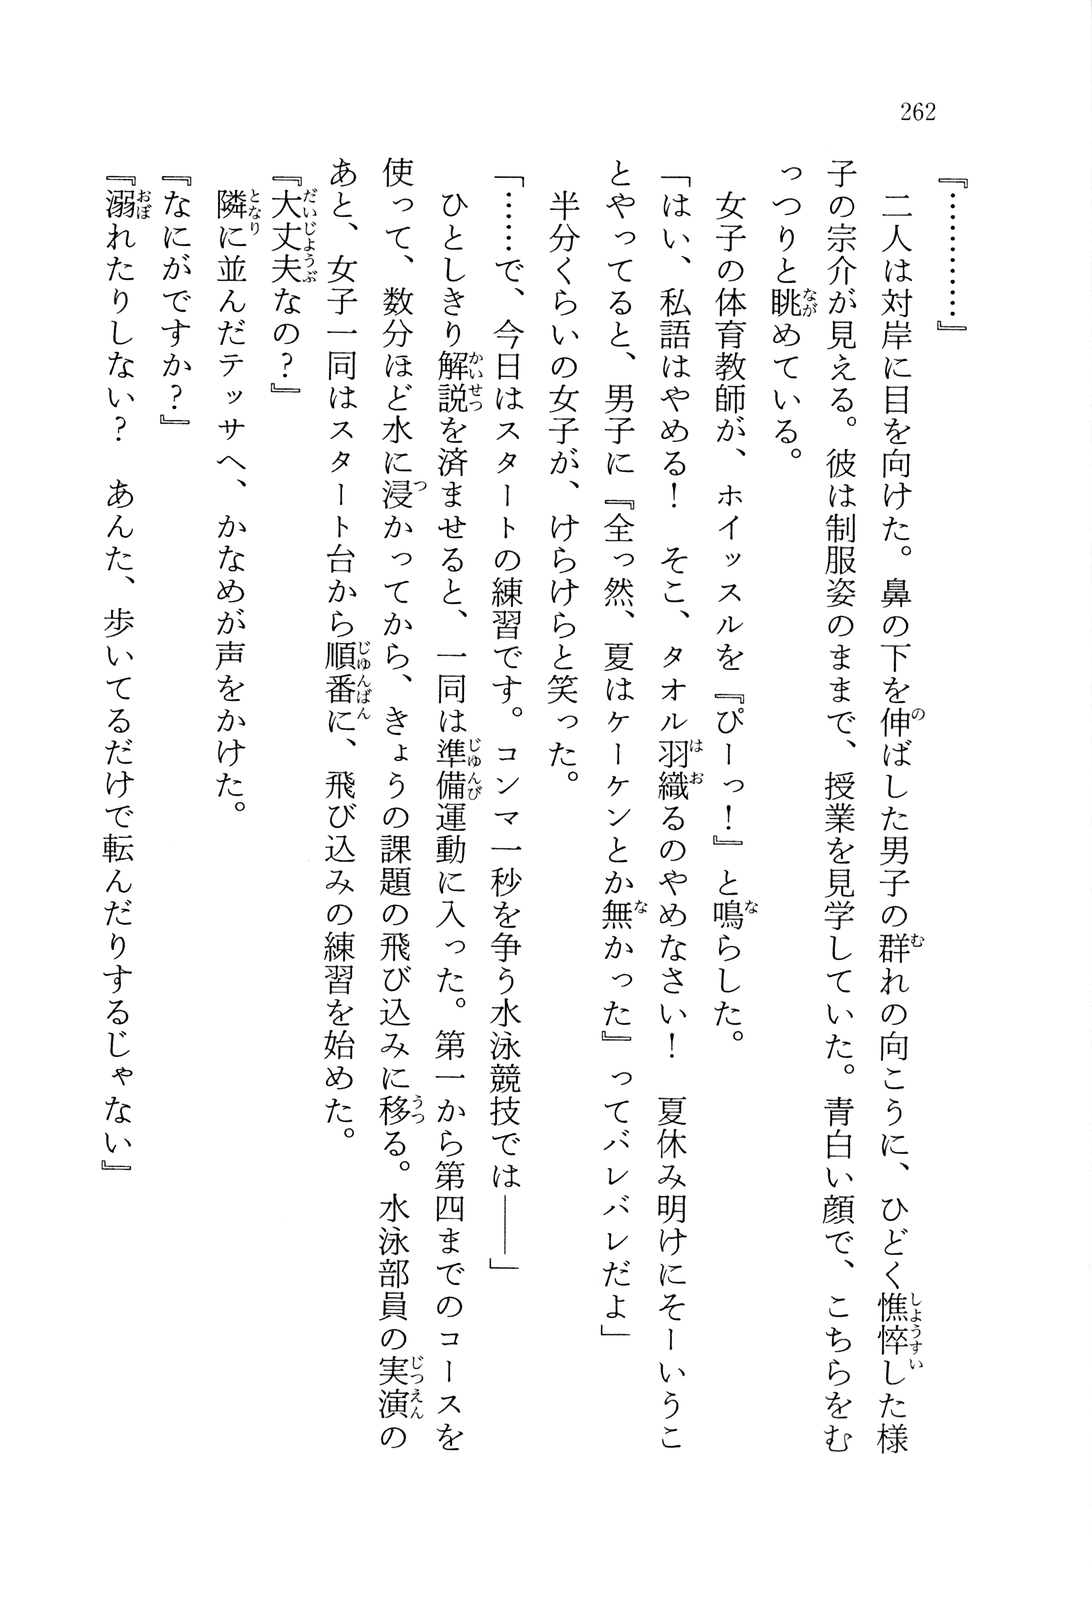 262
『…………』
　二人は対岸に目を向けた。鼻の下を伸ばした男子の群れの向こうに、ひどく憔悴した様
子の宗介が見える。彼は制服姿のままで、授業を見学していた。青白い顔で、こちらをむ
っつりと眺めている。
　女子の体育教師が、ホイッスルを『ぴーっ！』と鳴らした。
「はい、私語はやめる！　そこ、タオル羽織るのやめなさい！　夏休み明けにそーいうこ
とやってると、男子に『全っ然、夏はケーケンとか無かった』ってバレバレだよ」
　半分くらいの女子が、けらけらと笑った。
「……で、今日はスタートの練習です。コンマ一秒を争う水泳競技では――」
　ひとしきり解説を済ませると、一同は準備運動に入った。第一から第四までのコースを
使って、数分ほど水に浸かってから、きょうの課題の飛び込みに移る。水泳部員の実演の
あと、女子一同はスタート台から順番に、飛び込みの練習を始めた。
『大丈夫なの？』
　隣に並んだテッサへ、かなめが声をかけた。
『なにがですか？』
『溺れたりしない？　あんた、歩いてるだけで転んだりするじゃない』